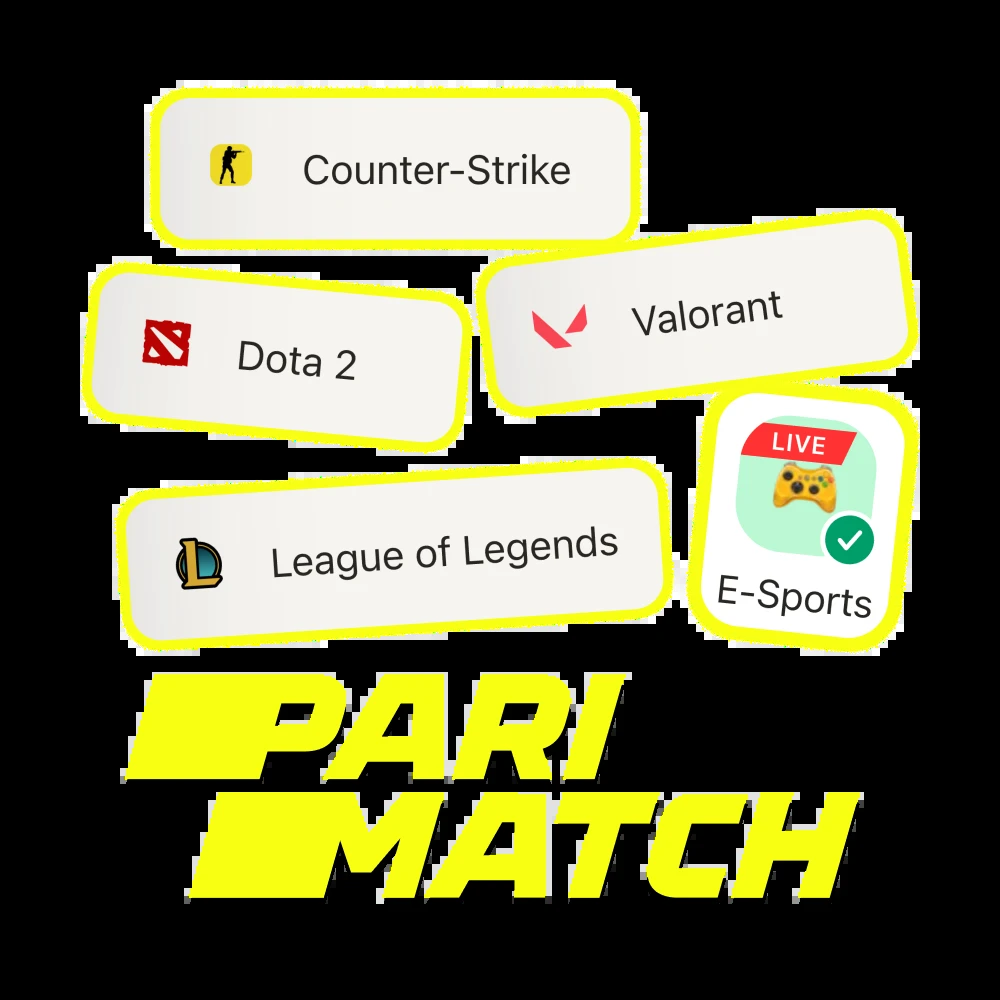 Counter-Strike
Valorant
Dota 2
LIVE
E-Sports
League of Legends
PARI
MATCH